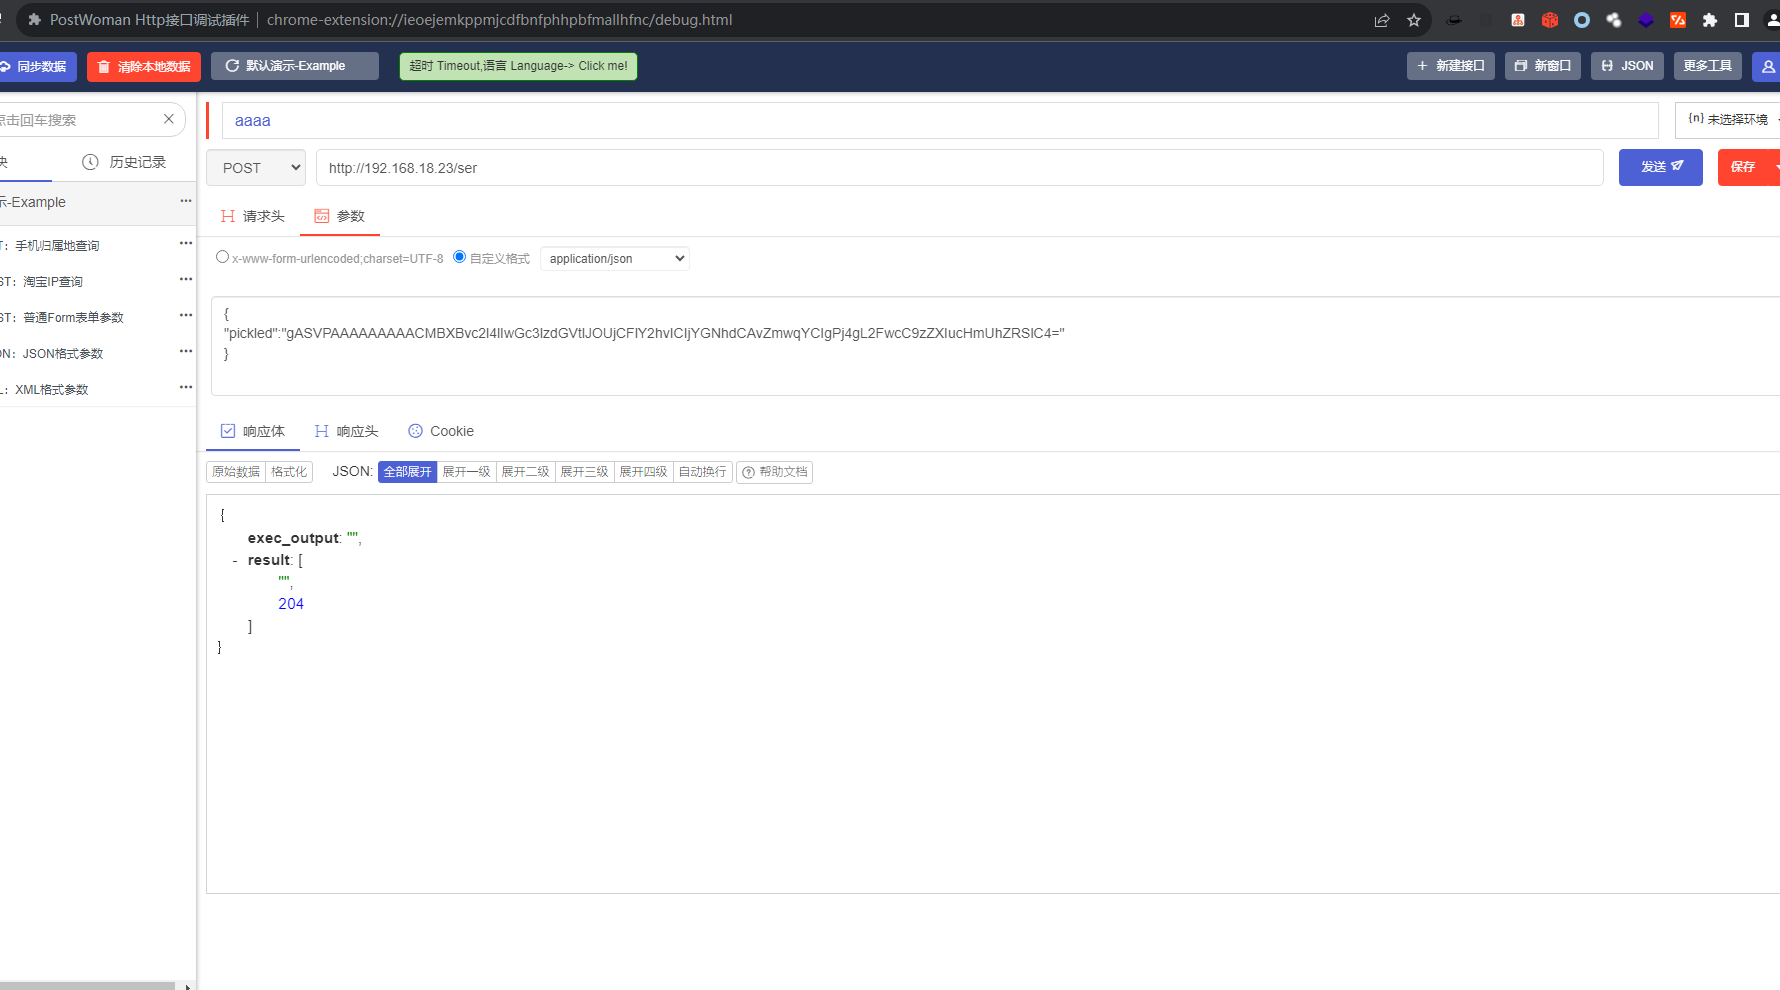 PostWoman Http接口调试插件 | chrome-extension://ieoejemkppmjcdfbnfphhpbfmallhfnc/debug.html
同步数据 清除本地数据 默认演示-Example 超时 Timeout,语言 Language-> Click me! + 新建接口 新窗口 JSON 更多工具
点击回车搜索 aaaa {n} 未选择环境
块 历史记录 POST http://192.168.18.23/ser 发送 保存
示-Example 请求头 参数
T: 手机归属地查询 x-www-form-urlencoded;charset=UTF-8 自定义格式 application/json
ST: 淘宝IP查询
ST: 普通Form表单参数
ON: JSON格式参数
L: XML格式参数
{
"pickled":"gASVPAAAAAAAAACMBXBvc2l4lIwGc3lzdGVtlJOUjCFlY2hvICIjYGNhdCAvZmwqYCIgPj4gL2FwcC9zZXIucHmUhZRSlC4="
}
响应体 响应头 Cookie
原始数据 格式化 JSON: 全部展开 展开一级 展开二级 展开三级 展开四级 自动换行 帮助文档
{
exec_output: "",
- result: [
"",
204
]
}